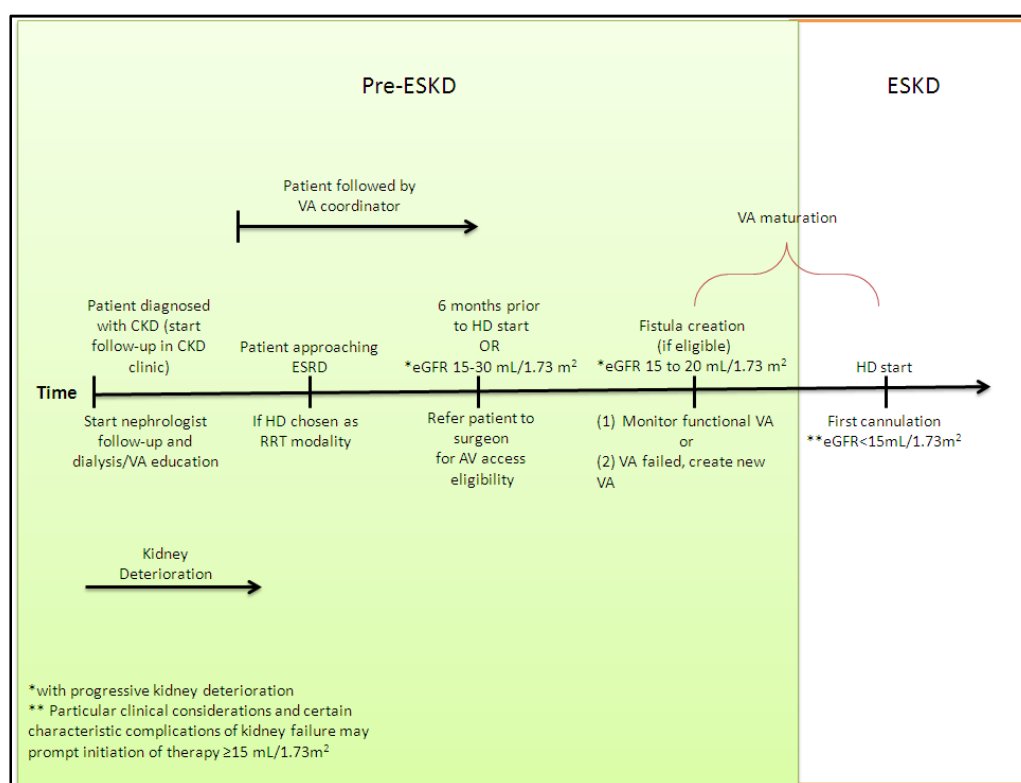 Pre-ESKD
ESKD
Patient followed by
VA coordinator
VA maturation
Patient diagnosed
with CKD (start
follow-up in CKD
clinic)
Patient approaching
ESRD
6 months prior
to HD start
OR
*eGFR 15-30 mL/1.73 m²
Fistula creation
(if eligible)
*eGFR 15 to 20 mL/1.73 m²
HD start
Time
Start nephrologist
follow-up and
dialysis/VA education
If HD chosen as
RRT modality
Refer patient to
surgeon
for AV access
eligibility
(1) Monitor functional VA
or
(2) VA failed, create new
VA
First cannulation
**eGFR<15mL/1.73m²
Kidney
Deterioration
*with progressive kidney deterioration
** Particular clinical considerations and certain
characteristic complications of kidney failure may
prompt initiation of therapy ≥15 mL/1.73m²